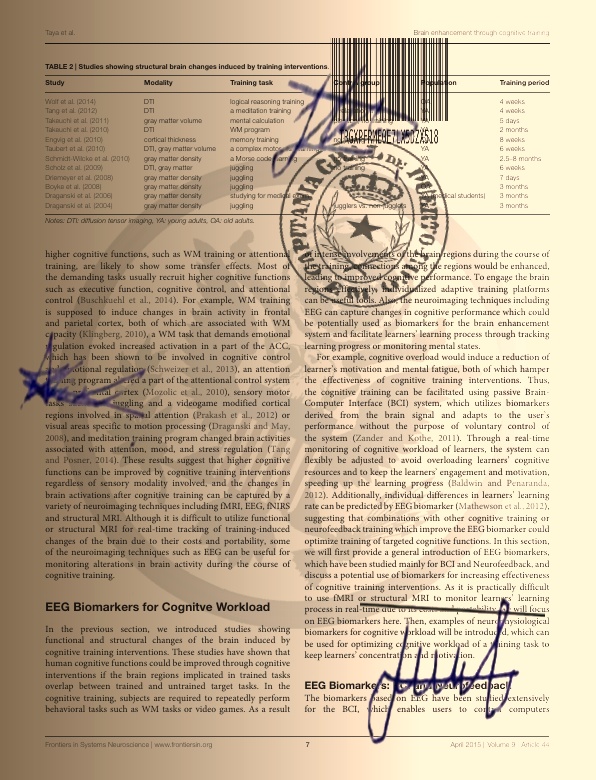 Taya et al.
Brain enhancement through cognitive training
TABLE 2 | Studies showing structural brain changes induced by training interventions.
Study Modality Training task Control group Population Training period
Wolf et al. (2014) DTI logical reasoning training 4 weeks
Tang et al. (2012) DTI a meditation training 4 weeks
Takeuchi et al. (2011) gray matter volume mental calculation 5 days
Takeuchi et al. (2010) DTI WM program YA 2 months
Engvig et al. (2010) cortical thickness memory training 8 weeks
Taubert et al. (2010) DTI, gray matter volume a complex motor YA 6 weeks
Schmidt-Wilcke et al. (2010) gray matter density a Morse code learning YA 2.5-8 months
Scholz et al. (2009) DTI, gray matter juggling no training YA 6 weeks
Driemeyer et al. (2008) gray matter density juggling YA 7 days
Boyke et al. (2008) gray matter density juggling 3 months
Draganski et al. (2006) gray matter density studying for medical (medical students) 3 months
Draganski et al. (2004) gray matter density juggling jugglers vs. non-jugglers YA 3 months
Notes: DTI: diffusion tensor imaging, YA: young adults, OA: old adults.
higher cognitive functions, such as WM training or attentional
training, are likely to show some transfer effects. Most of
the demanding tasks usually recruit higher cognitive functions
such as executive function, cognitive control, and attentional
control (Buschkuehl et al., 2014). For example, WM training
is supposed to induce changes in brain activity in frontal
and parietal cortex, both of which are associated with WM
capacity (Klingberg, 2010), a WM task that demands emotional
regulation evoked increased activation in a part of the ACC,
which has been shown to be involved in cognitive control
and emotional regulation (Schweizer et al., 2013), an attention
training program altered a part of the attentional control system
cortex (Mozolic et al., 2010), sensory motor
tasks juggling and a videogame modified cortical
regions involved in spatial attention (Prakash et al., 2012) or
visual areas specific to motion processing (Draganski and May,
2008), and meditation training program changed brain activities
associated with attention, mood, and stress regulation (Tang
and Posner, 2014). These results suggest that higher cognitive
functions can be improved by cognitive training interventions
regardless of sensory modality involved, and the changes in
brain activations after cognitive training can be captured by a
variety of neuroimaging techniques including fMRI, EEG, fNIRS
and structural MRI. Although it is difficult to utilize functional
or structural MRI for real-time tracking of training-induced
changes of the brain due to their costs and portability, some
of the neuroimaging techniques such as EEG can be useful for
monitoring alterations in brain activity during the course of
cognitive training.
EEG Biomarkers for Cognitve Workload
In the previous section, we introduced studies showing
functional and structural changes of the brain induced by
cognitive training interventions. These studies have shown that
human cognitive functions could be improved through cognitive
interventions if the brain regions implicated in trained tasks
overlap between trained and untrained target tasks. In the
cognitive training, subjects are required to repeatedly perform
behavioral tasks such as WM tasks or video games. As a result
of intense involvements of the brain regions during the course of
the training, connections among the regions would be enhanced,
leading to improved cognitive performance. To engage the brain
regions effectively, individualized adaptive training platforms
can be useful tools. Also, the neuroimaging techniques including
EEG can capture changes in cognitive performance which could
be potentially used as biomarkers for the brain enhancement
system and facilitate learners' learning process through tracking
learning progress or monitoring mental states.
For example, cognitive overload would induce a reduction of
learner's motivation and mental fatigue, both of which hamper
the effectiveness of cognitive training interventions. Thus,
the cognitive training can be facilitated using passive Brain-
Computer Interface (BCI) system, which utilizes biomarkers
derived from the brain signal and adapts to the user's
performance without the purpose of voluntary control of
the system (Zander and Kothe, 2011). Through a real-time
monitoring of cognitive workload of learners, the system can
flexibly be adjusted to avoid overloading learners' cognitive
resources and to keep the learners' engagement and motivation,
speeding up the learning progress (Baldwin and Penaranda,
2012). Additionally, individual differences in learners' learning
rate can be predicted by EEG biomarker (Mathewson et al., 2012),
suggesting that combinations with other cognitive training or
neurofeedback training which improve the EEG biomarker could
optimize training of targeted cognitive functions. In this section,
we will first provide a general introduction of EEG biomarkers,
which have been studied mainly for BCI and Neurofeedback, and
discuss a potential use of biomarkers for increasing effectiveness
of cognitive training interventions. As it is practically difficult
to use fMRI or structural MRI to monitor learners' learning
process in real-time due to its costs and portability, we will focus
on EEG biomarkers here. Then, examples of neurophysiological
biomarkers for cognitive workload will be introduced, which can
be used for optimizing cognitive workload of a training task to
keep learners' concentration and motivation.
EEG Biomarkers: BCI and Neurofeedback
The biomarkers based on EEG have been studied extensively
for the BCI, which enables users to control computers
Frontiers in Systems Neuroscience | www.frontiersin.org
7
April 2015 | Volume 9 | Article 44